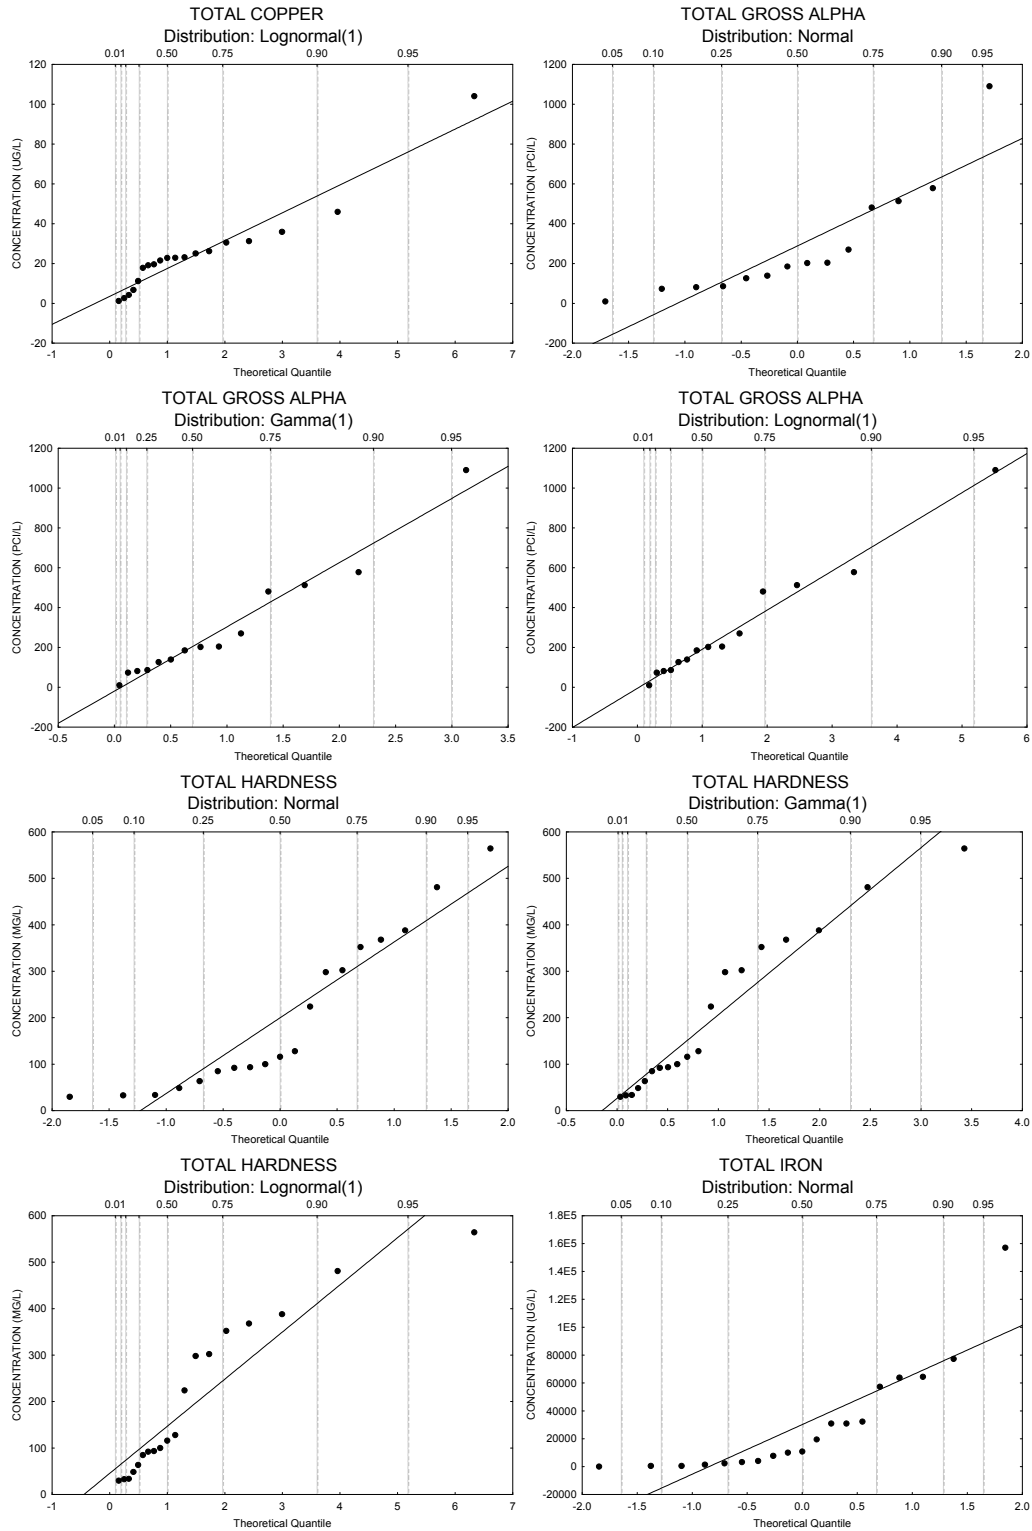 TOTAL COPPER
Distribution: Lognormal(1)
0.01 0.50 0.75 0.90 0.95
120
100
80
60
40
20
0
-20
CONCENTRATION (UG/L)
-1 0 1 2 3 4 5 6 7
Theoretical Quantile
TOTAL GROSS ALPHA
Distribution: Normal
0.05 0.10 0.25 0.50 0.75 0.90 0.95
1200
1000
800
600
400
200
0
-200
CONCENTRATION (PCI/L)
-2.0 -1.5 -1.0 -0.5 0.0 0.5 1.0 1.5 2.0
Theoretical Quantile
TOTAL GROSS ALPHA
Distribution: Gamma(1)
0.01 0.25 0.50 0.75 0.90 0.95
1200
1000
800
600
400
200
0
-200
CONCENTRATION (PCI/L)
-0.5 0.0 0.5 1.0 1.5 2.0 2.5 3.0 3.5
Theoretical Quantile
TOTAL GROSS ALPHA
Distribution: Lognormal(1)
0.01 0.50 0.75 0.90 0.95
1200
1000
800
600
400
200
0
-200
CONCENTRATION (PCI/L)
-1 0 1 2 3 4 5 6
Theoretical Quantile
TOTAL HARDNESS
Distribution: Normal
0.05 0.10 0.25 0.50 0.75 0.90 0.95
600
500
400
300
200
100
0
CONCENTRATION (MG/L)
-2.0 -1.5 -1.0 -0.5 0.0 0.5 1.0 1.5 2.0
Theoretical Quantile
TOTAL HARDNESS
Distribution: Gamma(1)
0.01 0.50 0.75 0.90 0.95
600
500
400
300
200
100
0
CONCENTRATION (MG/L)
-0.5 0.0 0.5 1.0 1.5 2.0 2.5 3.0 3.5 4.0
Theoretical Quantile
TOTAL HARDNESS
Distribution: Lognormal(1)
0.01 0.50 0.75 0.90 0.95
600
500
400
300
200
100
0
CONCENTRATION (MG/L)
-1 0 1 2 3 4 5 6 7
Theoretical Quantile
TOTAL IRON
Distribution: Normal
0.05 0.10 0.25 0.50 0.75 0.90 0.95
1.8E5
1.6E5
1.4E5
1.2E5
1E5
80000
60000
40000
20000
0
-20000
CONCENTRATION (UG/L)
-2.0 -1.5 -1.0 -0.5 0.0 0.5 1.0 1.5 2.0
Theoretical Quantile